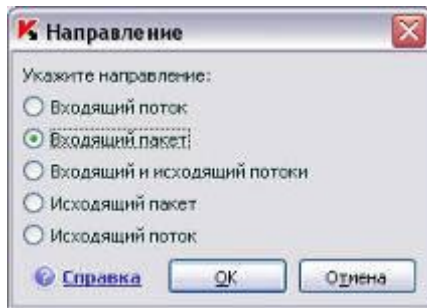 Направление
Укажите направление:
Входящий поток
Входящий пакет
Входящий и исходящий потоки
Исходящий пакет
Исходящий поток
Справка
OK
Отмена